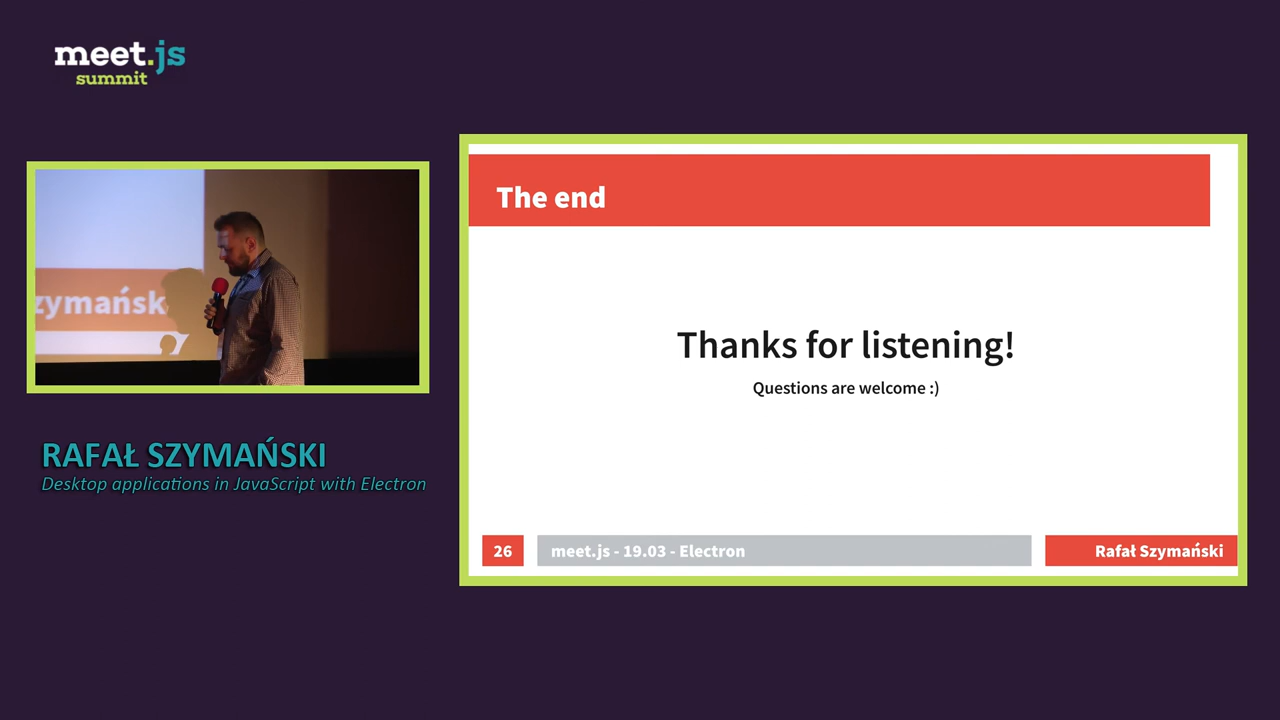 meet.js
summit
zymańsk
RAFAŁ SZYMAŃSKI
Desktop applications in JavaScript with Electron
The end
Thanks for listening!
Questions are welcome :)
26
meet.js - 19.03 - Electron
Rafał Szymański